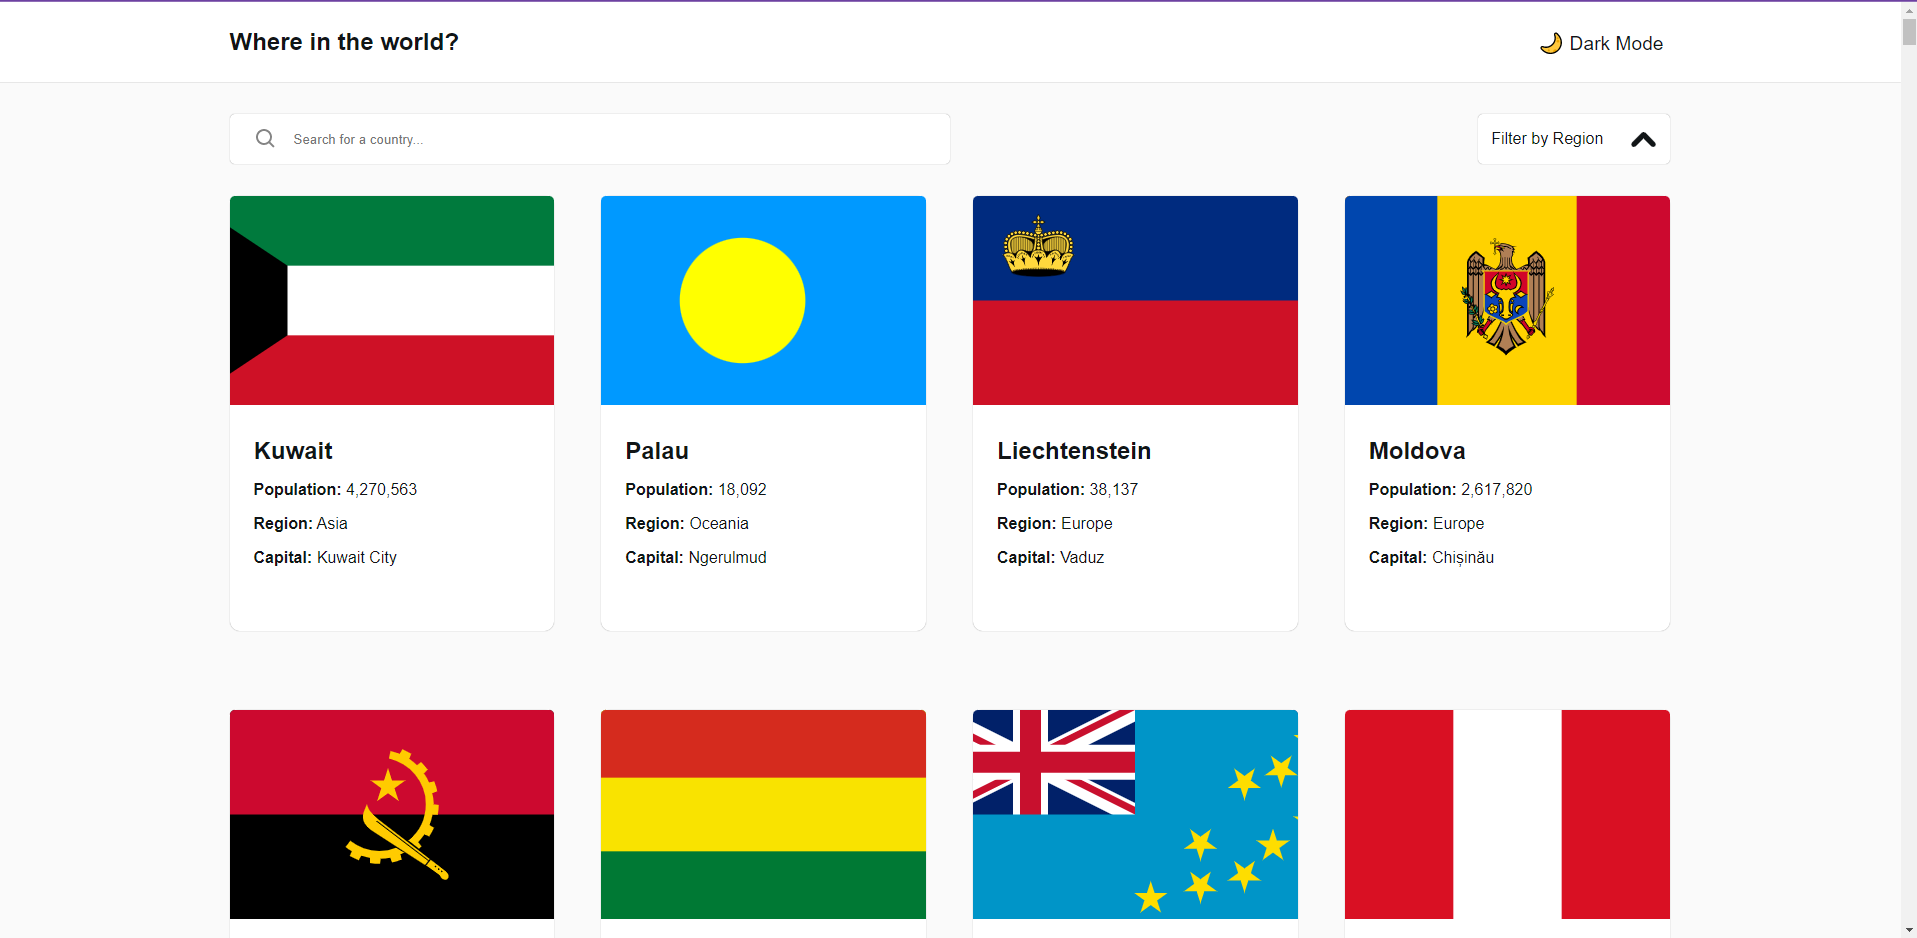 Where in the world?
🌙 Dark Mode
Search for a country...
Filter by Region
Kuwait
Population: 4,270,563
Region: Asia
Capital: Kuwait City
Palau
Population: 18,092
Region: Oceania
Capital: Ngerulmud
Liechtenstein
Population: 38,137
Region: Europe
Capital: Vaduz
Moldova
Population: 2,617,820
Region: Europe
Capital: Chișinău